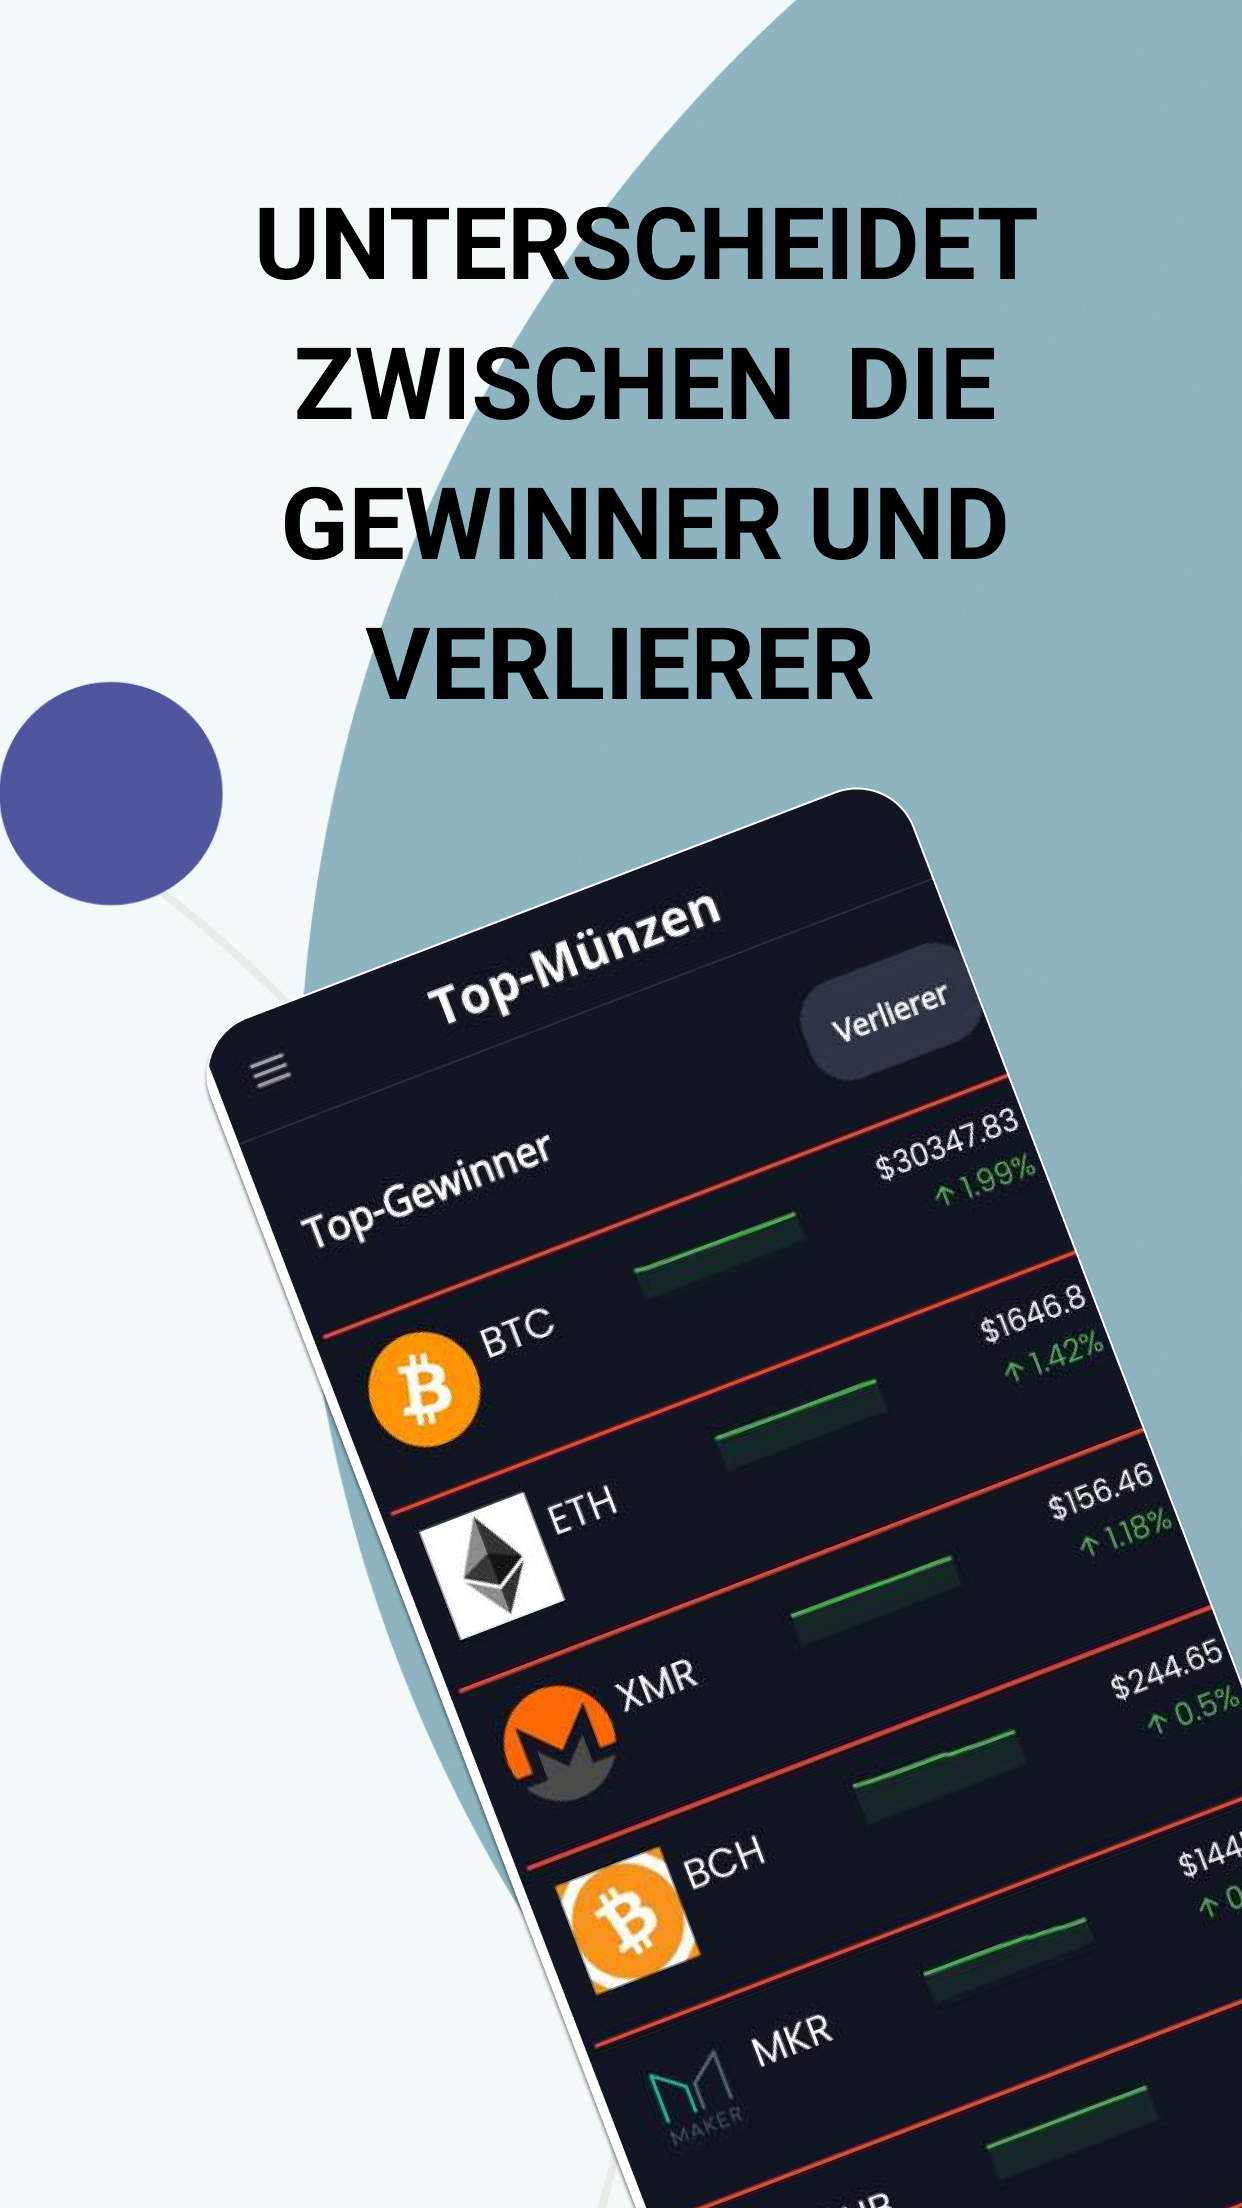 UNTERSCHEIDET
ZWISCHEN DIE
GEWINNER UND
VERLIERER
Top-Münzen
Verlierer
Top-Gewinner
$30347.83
↑ 1.99%
BTC
$1646.8
↑ 1.42%
ETH
$156.46
↑ 1.18%
XMR
$244.65
↑ 0.5%
BCH
MKR
MAKER